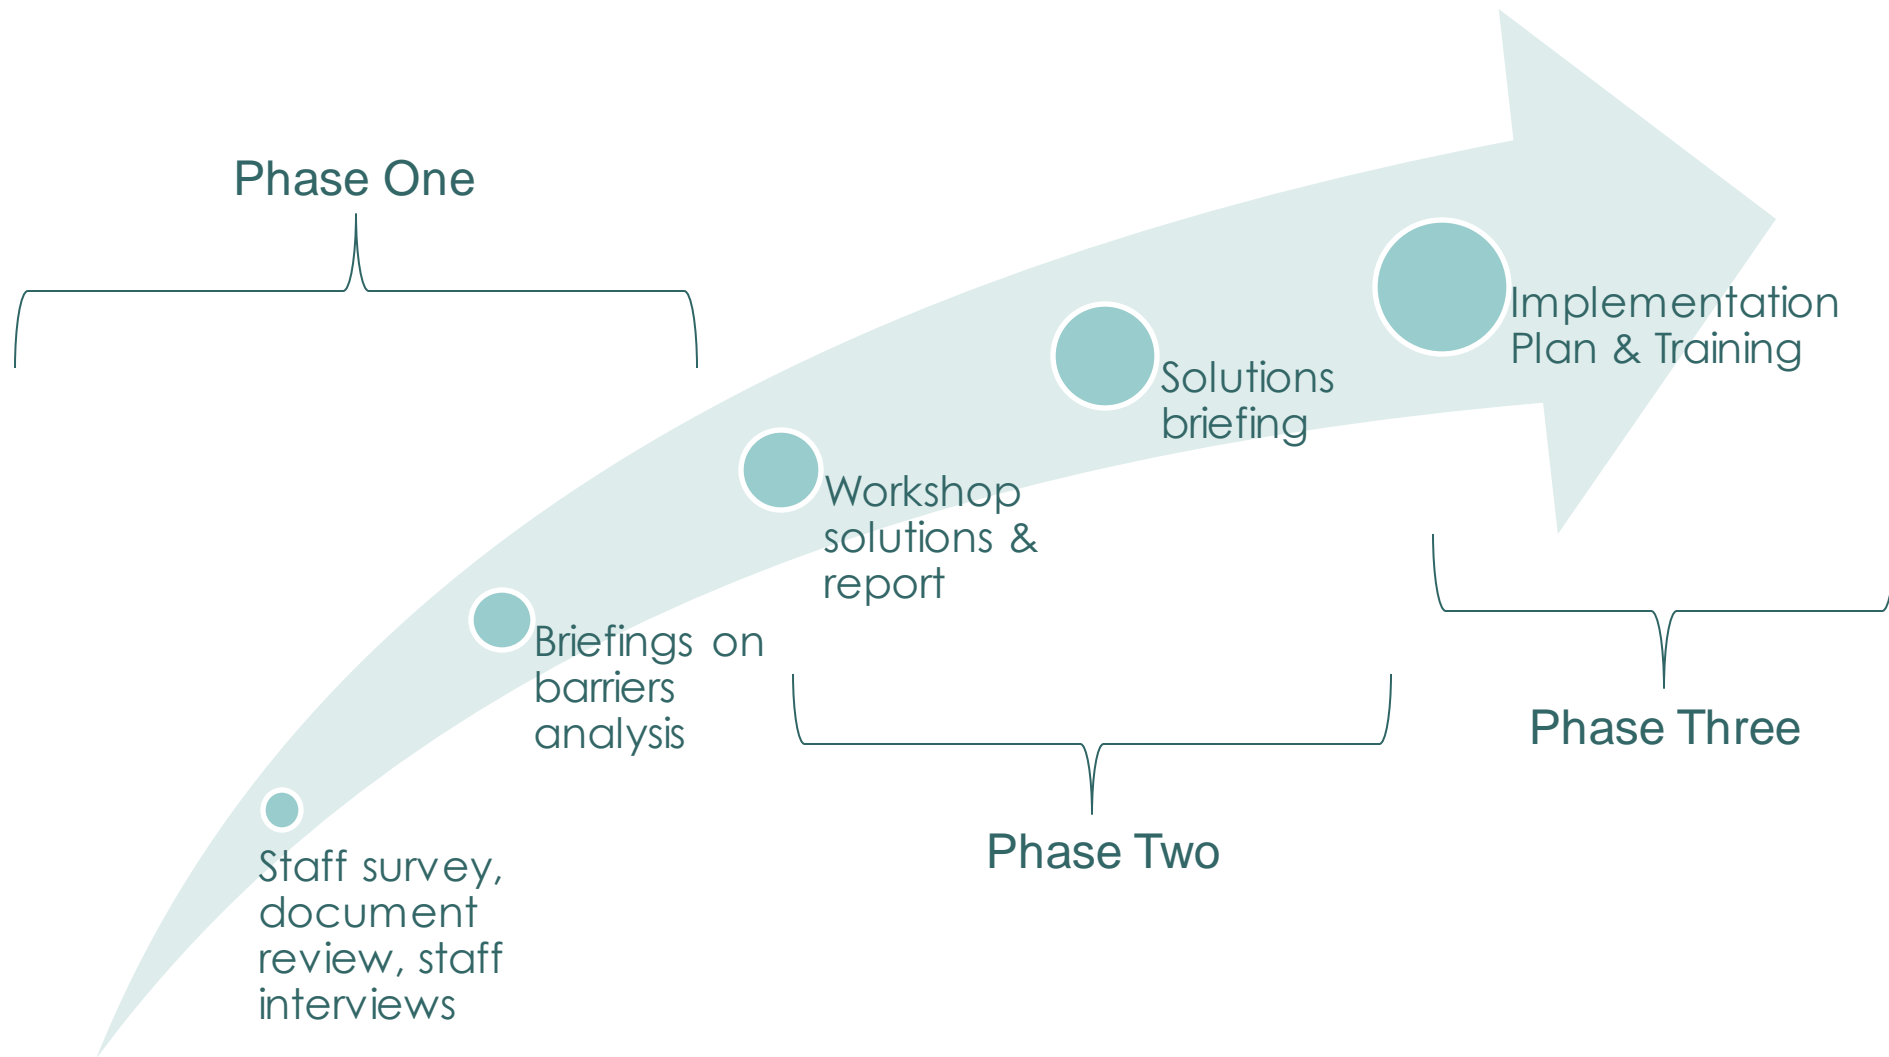 Phase One
Staff survey,
document
review, staff
interviews
Briefings on
barriers
analysis
Workshop
solutions &
report
Solutions
briefing
Implementation
Plan & Training
Phase Two
Phase Three